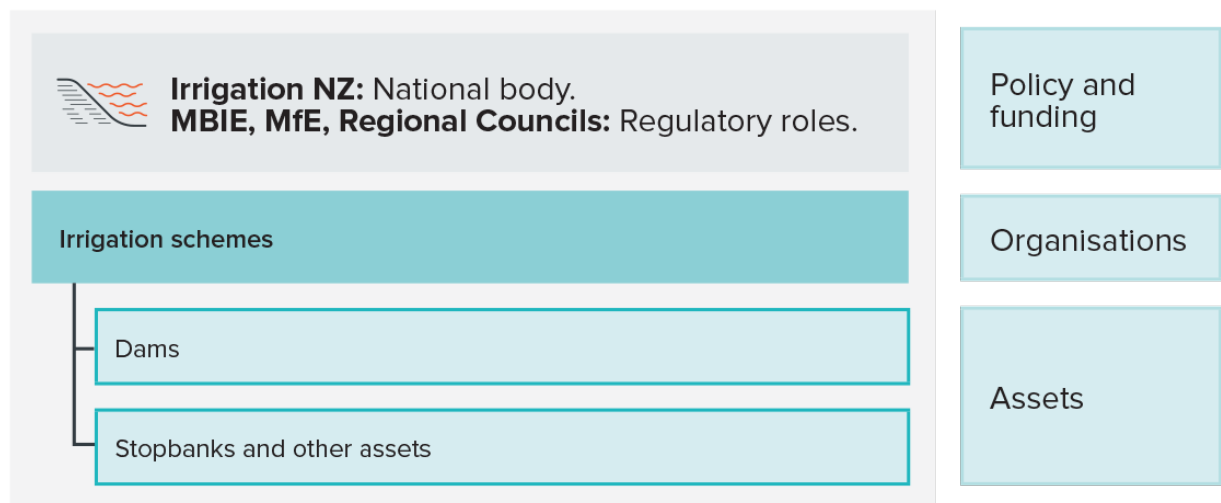 Irrigation NZ: National body.
MBIE, MfE, Regional Councils: Regulatory roles.
Policy and
funding
Irrigation schemes
Organisations
Dams
Stopbanks and other assets
Assets